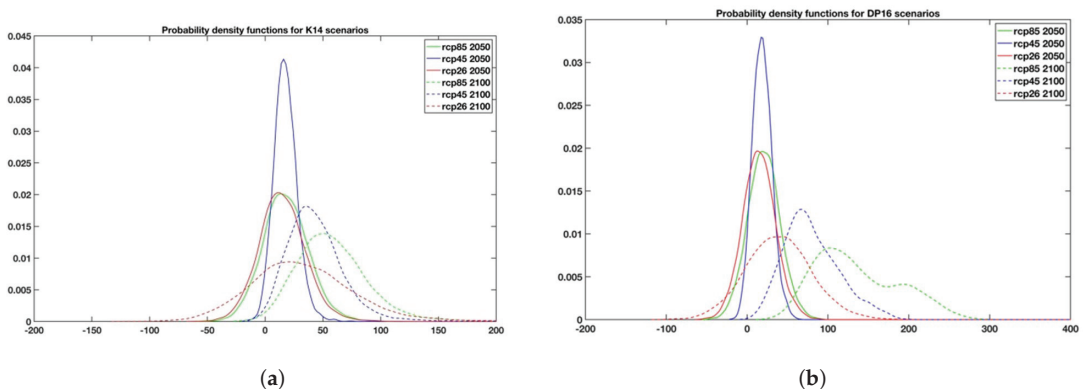 Probability density functions for K14 scenarios
0.045
0.04
0.035
0.03
0.025
0.02
0.015
0.01
0.005
0
-200
-150
-100
-50
0
50
100
150
200
rcp85 2050
rcp45 2050
rcp26 2050
rcp85 2100
rcp45 2100
rcp26 2100
(a)
Probability density functions for DP16 scenarios
0.035
0.03
0.025
0.02
0.015
0.01
0.005
0
-200
-100
0
100
200
300
400
rcp85 2050
rcp45 2050
rcp26 2050
rcp85 2100
rcp45 2100
rcp26 2100
(b)